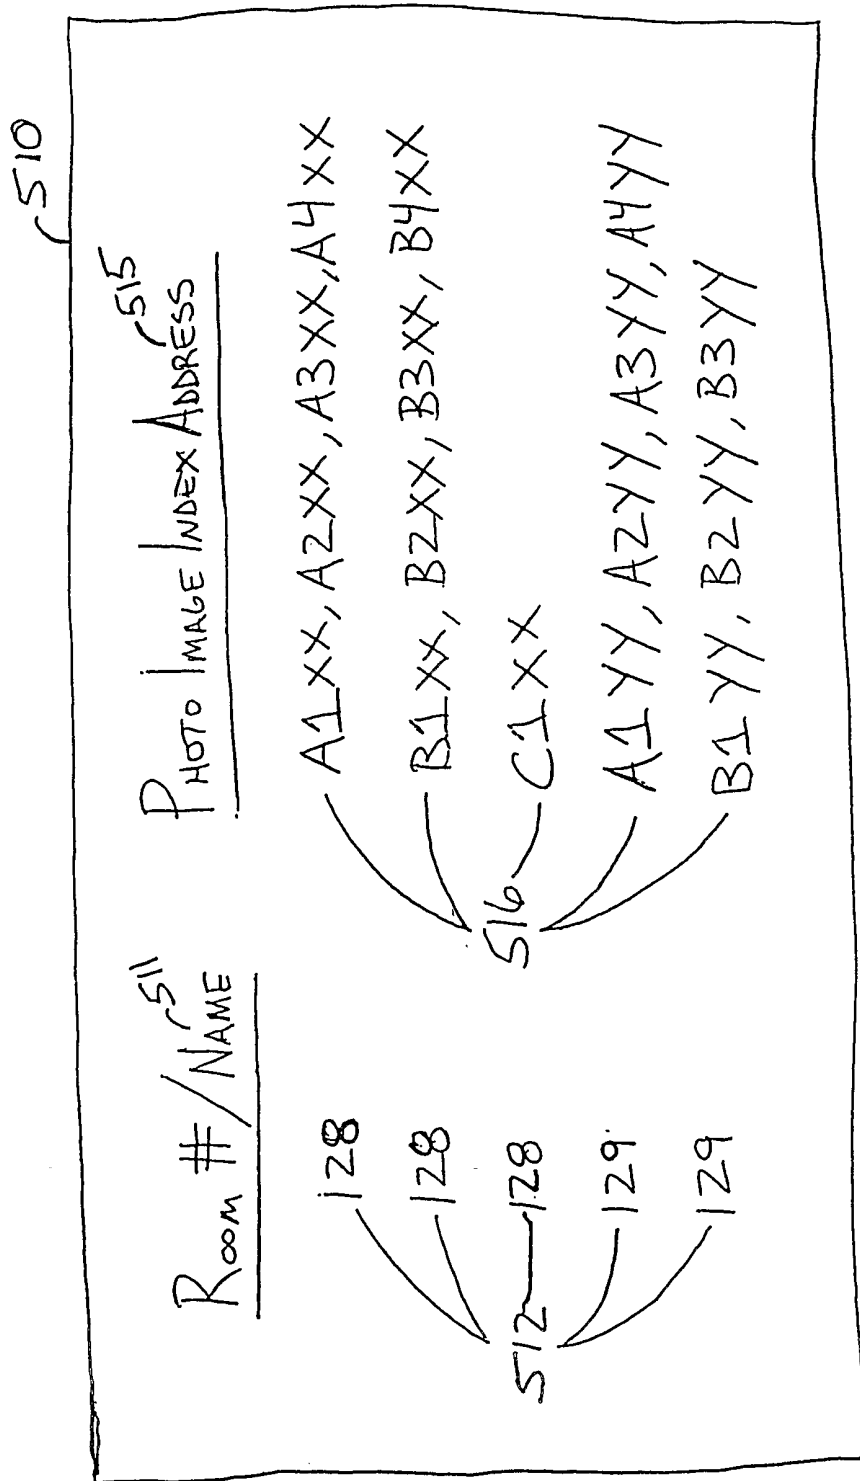 510
ROOM #/NAME 511 PHOTO IMAGE INDEX ADDRESS 515
128 A1XX, A2XX, A3XX, A4XX
128 B1XX, B2XX, B3XX, B4XX
512 128 516 C1XX
129 A1YY, A2YY, A3YY, A4YY
129 B1YY, B2YY, B3YY